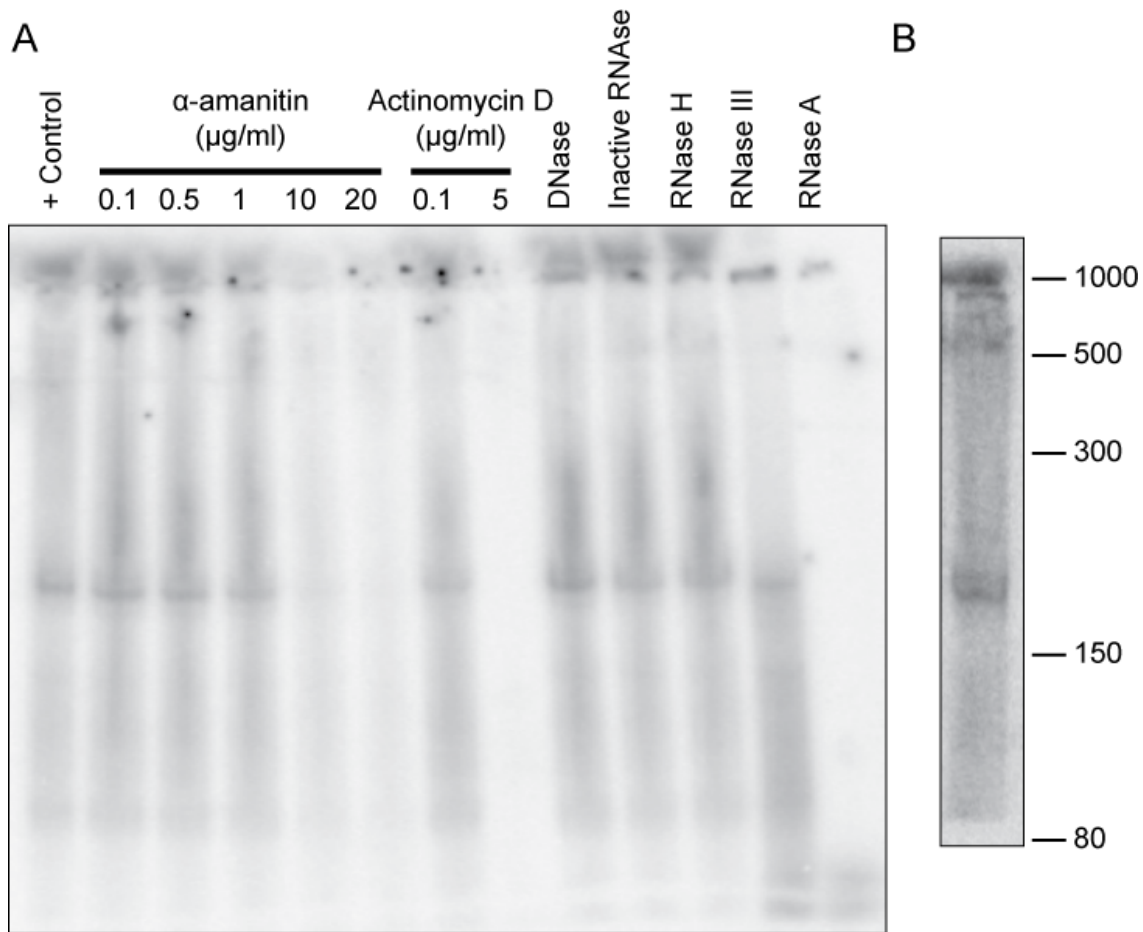 A
B
+ Control
α-amanitin
(µg/ml)
0.1 0.5 1 10 20
Actinomycin D
(µg/ml)
0.1 5
DNase
Inactive RNAse
RNase H
RNase III
RNase A
1000
500
300
150
80